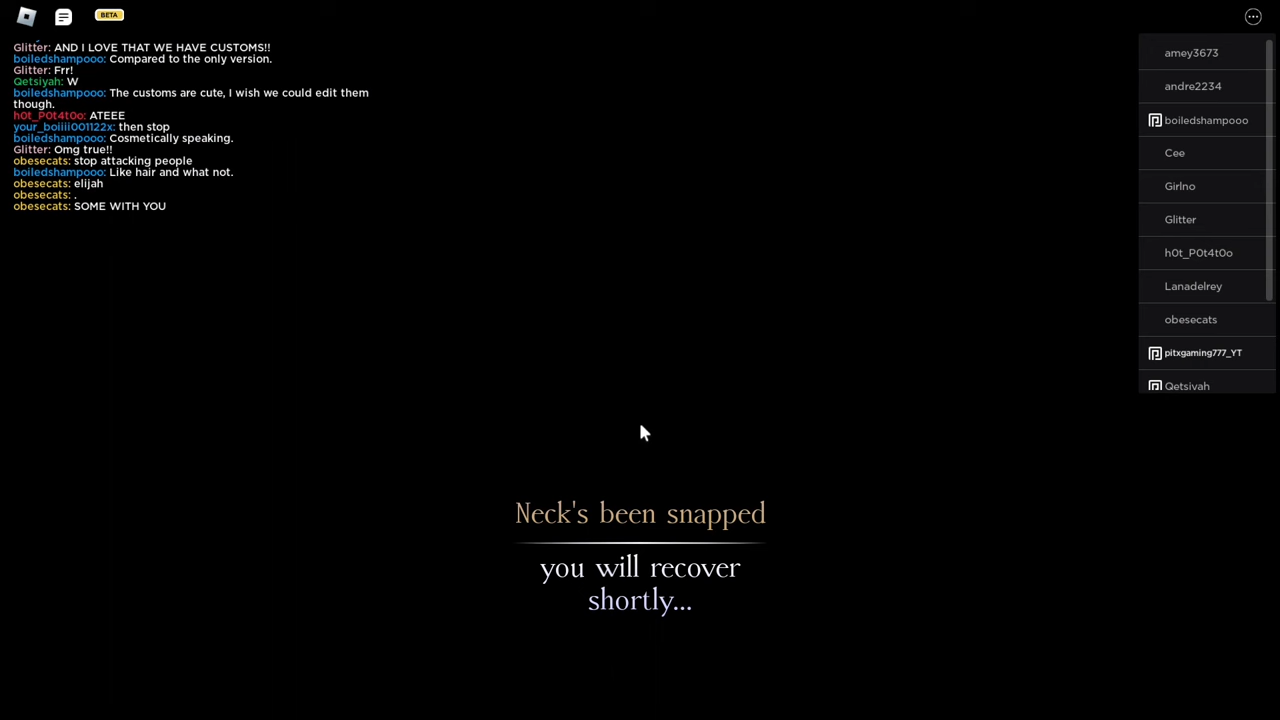 BETA
Glitter: AND I LOVE THAT WE HAVE CUSTOMS!!
boiledshampooo: Compared to the only version.
Glitter: Frr!
Qetsiyah: W
boiledshampooo: The customs are cute, I wish we could edit them
though.
h0t_P0t4t0o: ATEEE
your_boiiii001122x: then stop
boiledshampooo: Cosmetically speaking.
Glitter: Omg true!!
obesecats: stop attacking people
boiledshampooo: Like hair and what not.
obesecats: elijah
obesecats: .
obesecats: SOME WITH YOU
amey3673
andre2234
boiledshampooo
Cee
Girlno
Glitter
h0t_P0t4t0o
Lanadelrey
obesecats
pitxgaming777_YT
Qetsiyah
Neck's been snapped
you will recover
shortly...